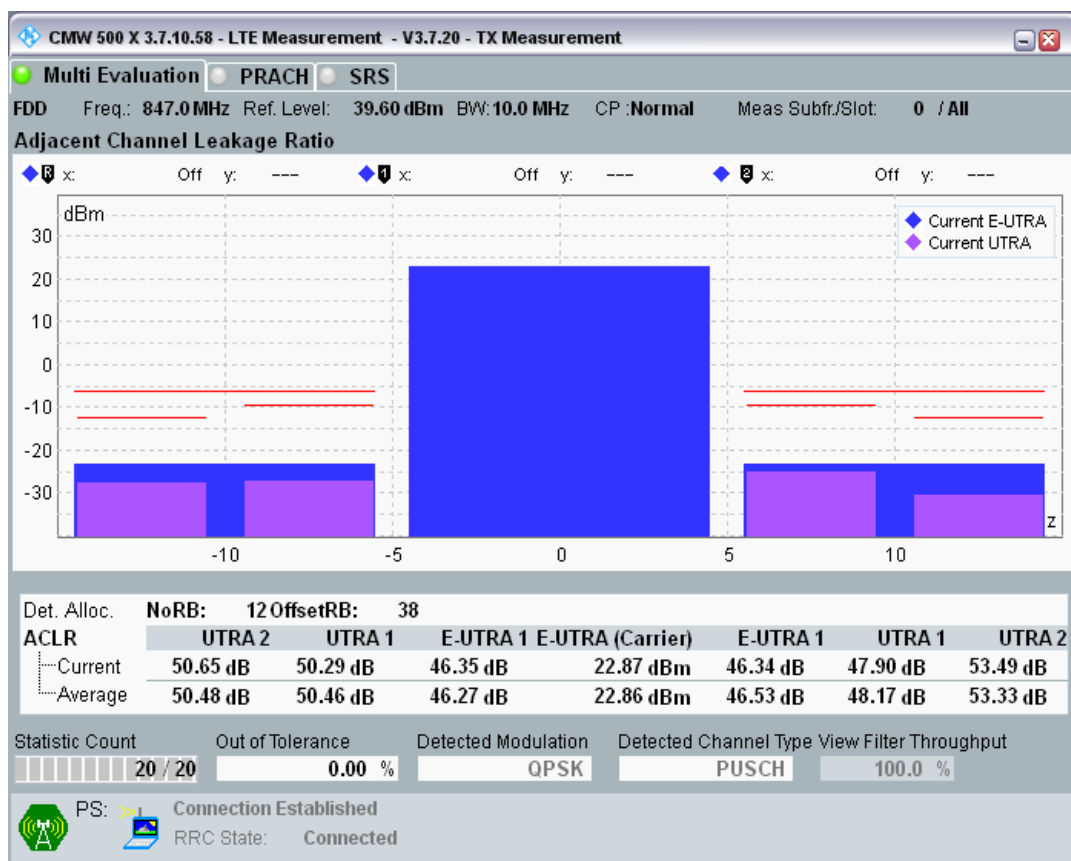 CMW 500 X 3.7.10.58 - LTE Measurement - V3.7.20 - TX Measurement
Multi Evaluation PRACH SRS
FDD Freq.: 847.0 MHz Ref. Level: 39.60 dBm BW: 10.0 MHz CP :Normal Meas Subfr./Slot: 0 / All
Adjacent Channel Leakage Ratio
R x: Off y: --- 1 x: Off y: --- 2 x: Off y: ---
dBm
Current E-UTRA
Current UTRA
30
20
10
0
-10
-20
-30
z
-10 -5 0 5 10
Det. Alloc. NoRB: 12 OffsetRB: 38
ACLR UTRA 2 UTRA 1 E-UTRA 1 E-UTRA (Carrier) E-UTRA 1 UTRA 1 UTRA 2
Current 50.65 dB 50.29 dB 46.35 dB 22.87 dBm 46.34 dB 47.90 dB 53.49 dB
Average 50.48 dB 50.46 dB 46.27 dB 22.86 dBm 46.53 dB 48.17 dB 53.33 dB
Statistic Count Out of Tolerance Detected Modulation Detected Channel Type View Filter Throughput
20 / 20 0.00 % QPSK PUSCH 100.0 %
PS: Connection Established
RRC State: Connected